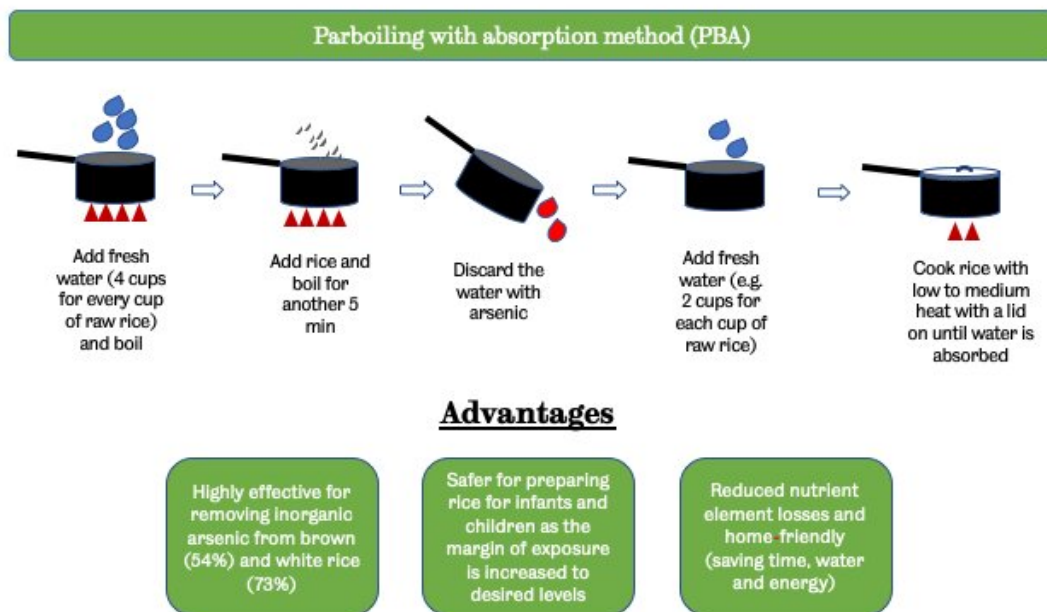 Parboiling with absorption method (PBA)
Add fresh
water (4 cups
for every cup
of raw rice)
and boil
Add rice and
boil for
another 5
min
Discard the
water with
arsenic
Add fresh
water (e.g.
2 cups for
each cup of
raw rice)
Cook rice with
low to medium
heat with a lid
on until water is
absorbed
Advantages
Highly effective for
removing inorganic
arsenic from brown
(54%) and white rice
(73%)
Safer for preparing
rice for infants and
children as the
margin of exposure
is increased to
desired levels
Reduced nutrient
element losses and
home-friendly
(saving time, water
and energy)